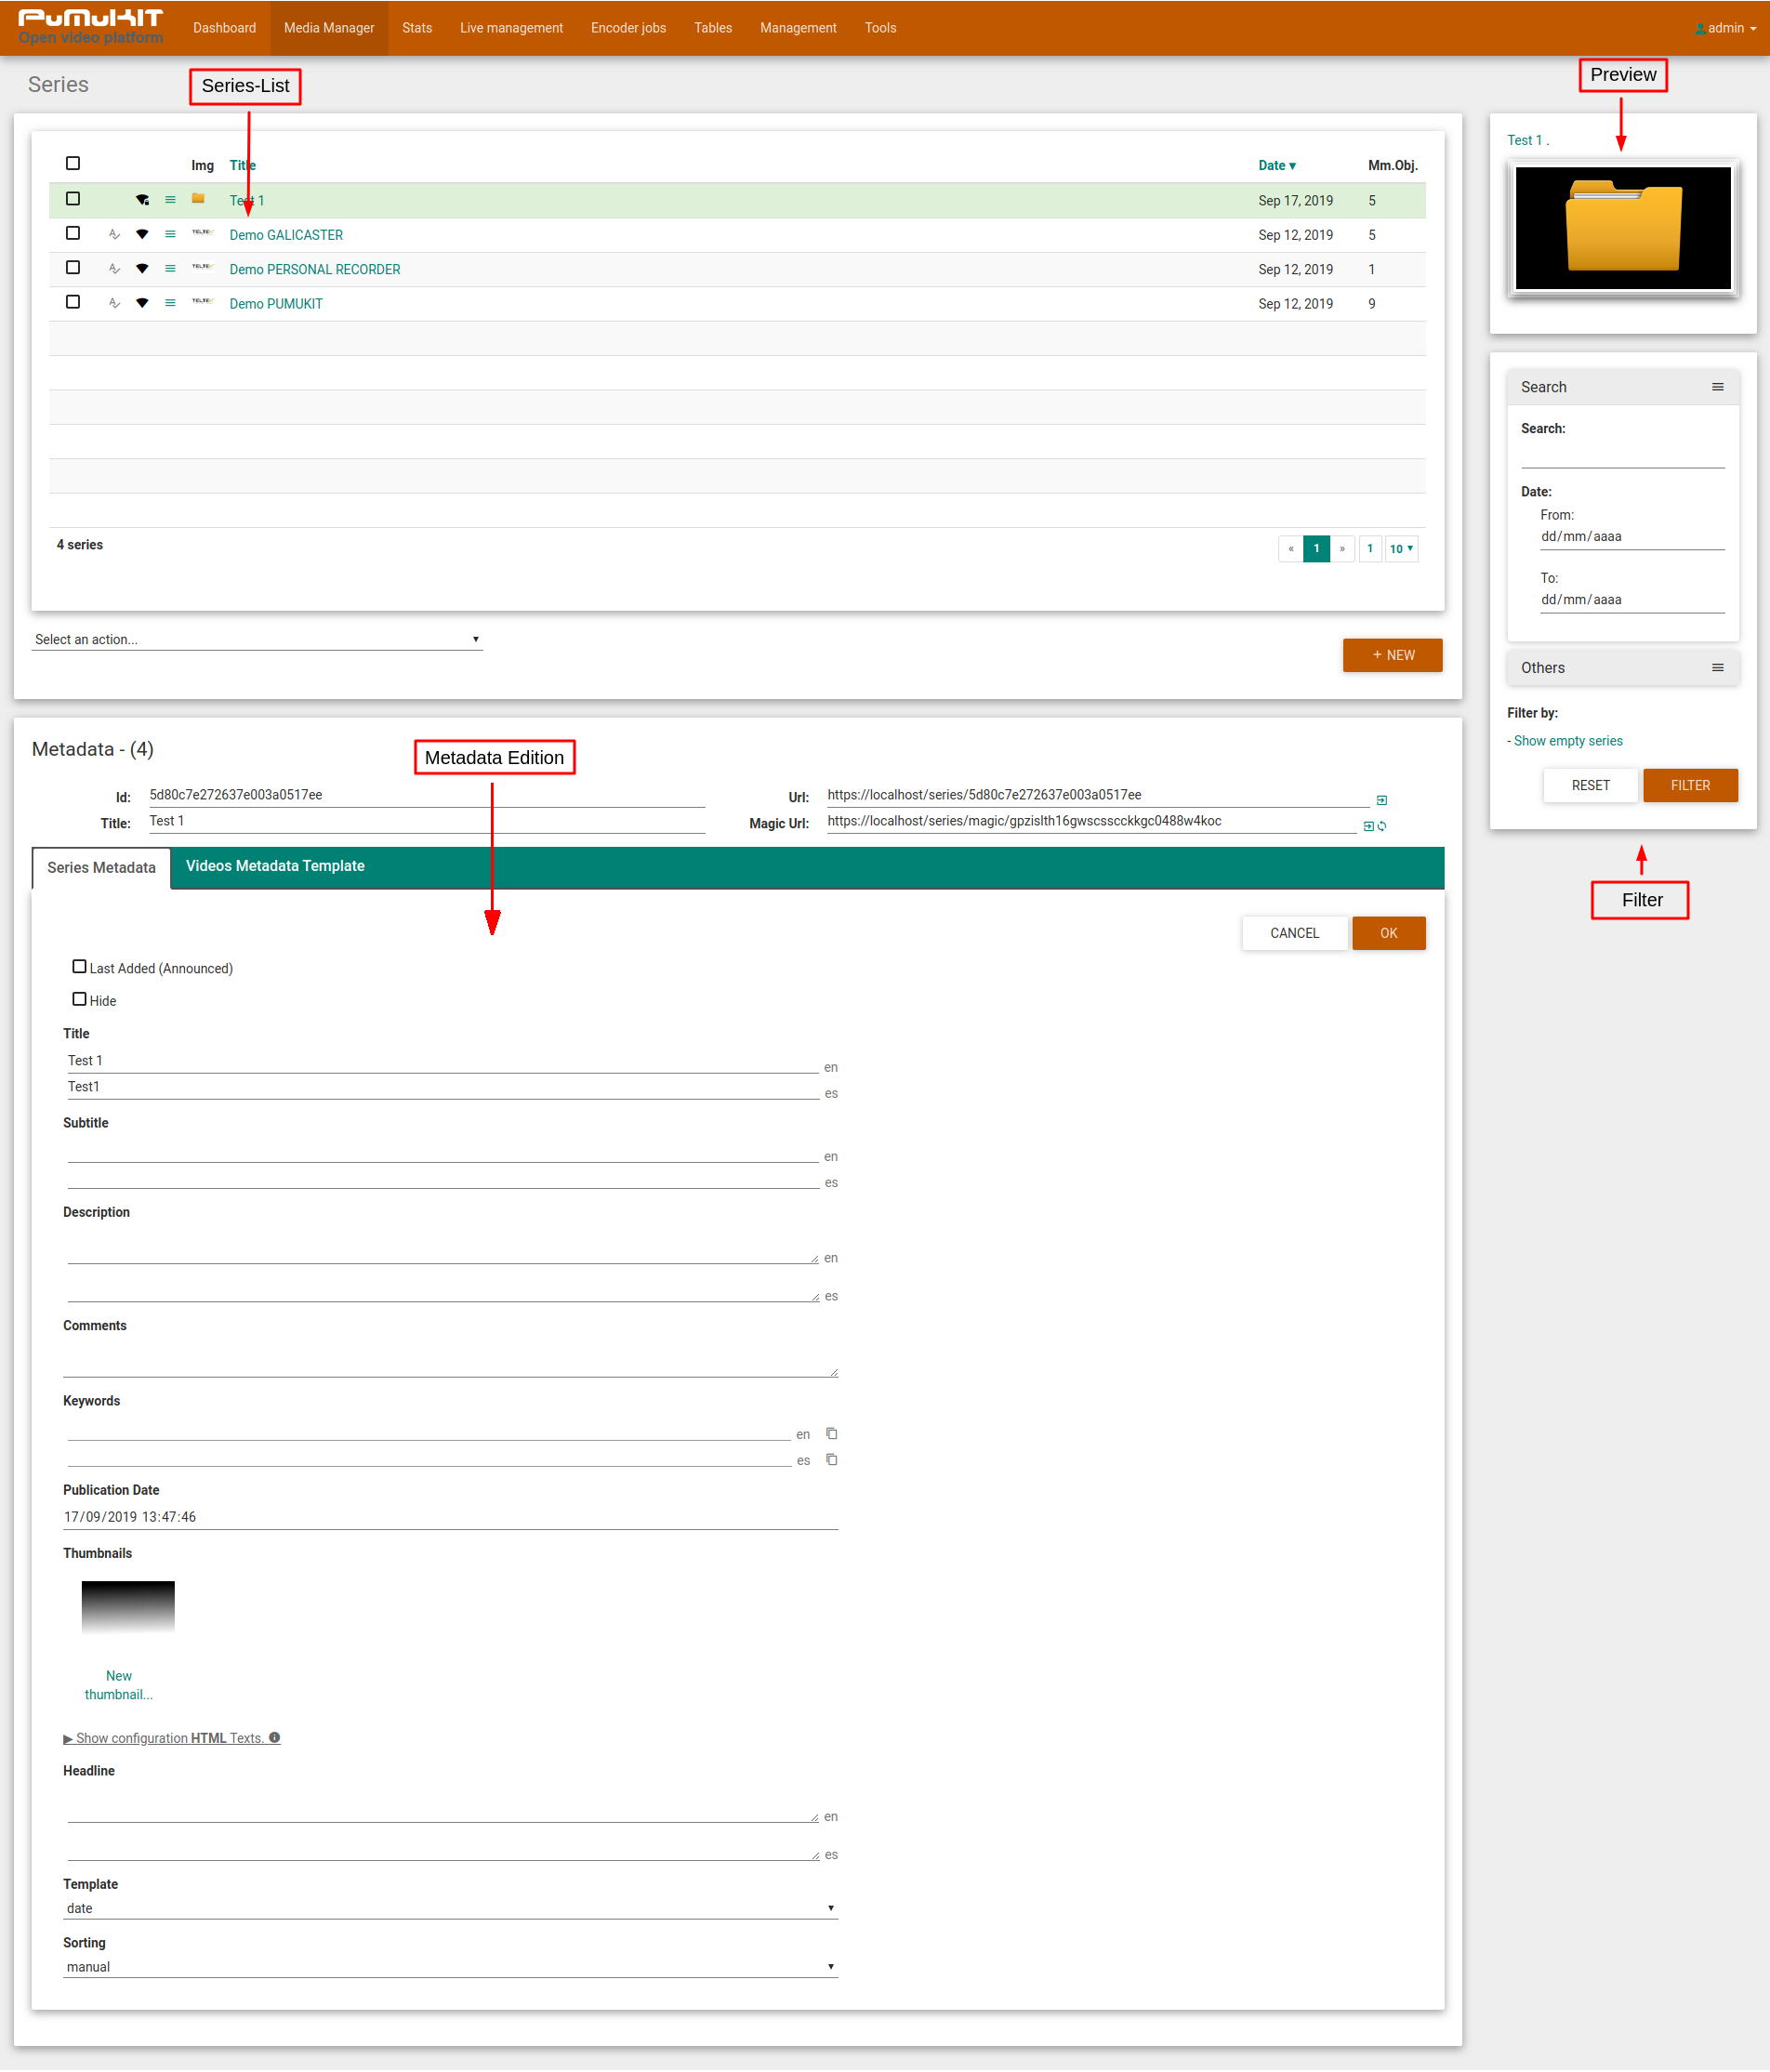 PuMuKIT
Open video platform
Dashboard Media Manager Stats Live management Encoder jobs Tables Management Tools admin
Series
Series-List
Preview
Img Title Date ▾ Mm.Obj.
Test 1 Sep 17, 2019 5
TELTEK Demo GALICASTER Sep 12, 2019 5
TELTEK Demo PERSONAL RECORDER Sep 12, 2019 1
TELTEK Demo PUMUKIT Sep 12, 2019 9
4 series
« 1 » 1 10 ▾
Select an action...
+ NEW
Test 1 .
Search
Search:
Date:
From:
dd/mm/aaaa
To:
dd/mm/aaaa
Others
Filter by:
- Show empty series
RESET FILTER
Filter
Metadata - (4)
Metadata Edition
Id: 5d80c7e272637e003a0517ee Url: https://localhost/series/5d80c7e272637e003a0517ee
Title: Test 1 Magic Url: https://localhost/series/magic/gpzislth16gwscsscckkgc0488w4koc
Series Metadata Videos Metadata Template
CANCEL OK
Last Added (Announced)
Hide
Title
Test 1 en
Test1 es
Subtitle
en
es
Description
en
es
Comments
Keywords
en
es
Publication Date
17/09/2019 13:47:46
Thumbnails
New
thumbnail...
▶ Show configuration HTML Texts.
Headline
en
es
Template
date
Sorting
manual